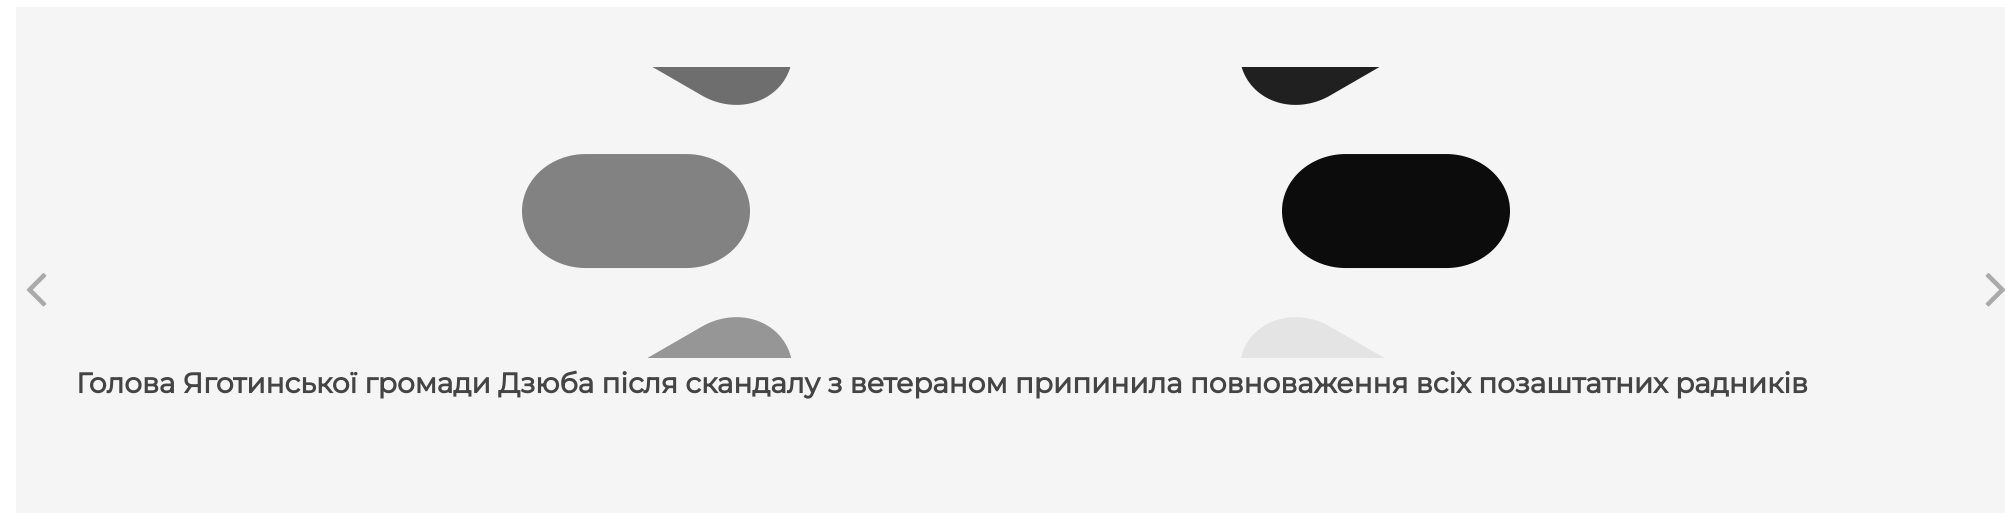 Голова Яготинської громади Дзюба після скандалу з ветераном припинила повноваження всіх позаштатних радників